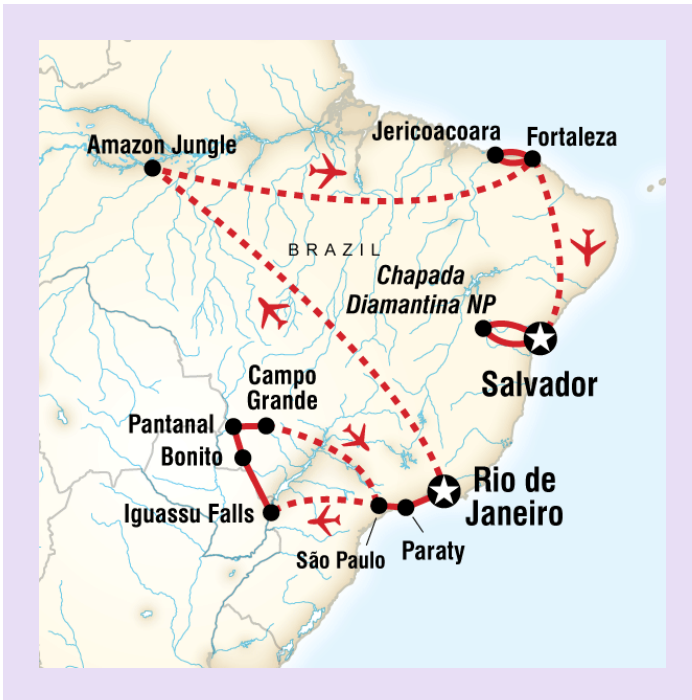 Jericoacoara
Fortaleza
Amazon Jungle
BRAZIL
Chapada
Diamantina NP
Salvador
Campo
Grande
Pantanal
Bonito
Iguassu Falls
Rio de
Janeiro
São Paulo
Paraty